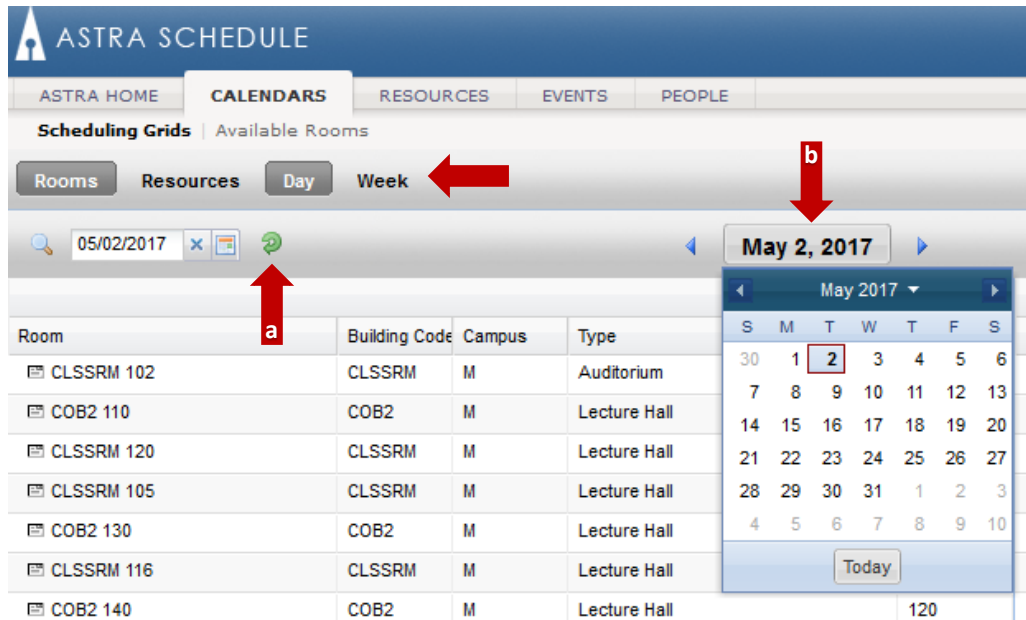 ASTRA SCHEDULE
ASTRA HOME CALENDARS RESOURCES EVENTS PEOPLE
Scheduling Grids | Available Rooms
Rooms Resources Day Week
b
05/02/2017 May 2, 2017
a
May 2017
S M T W T F S
30 1 2 3 4 5 6
7 8 9 10 11 12 13
14 15 16 17 18 19 20
21 22 23 24 25 26 27
28 29 30 31 1 2 3
4 5 6 7 8 9 10
Today
Room Building Code Campus Type
CLSSRM 102 CLSSRM M Auditorium
COB2 110 COB2 M Lecture Hall
CLSSRM 120 CLSSRM M Lecture Hall
CLSSRM 105 CLSSRM M Lecture Hall
COB2 130 COB2 M Lecture Hall
CLSSRM 116 CLSSRM M Lecture Hall
COB2 140 COB2 M Lecture Hall 120